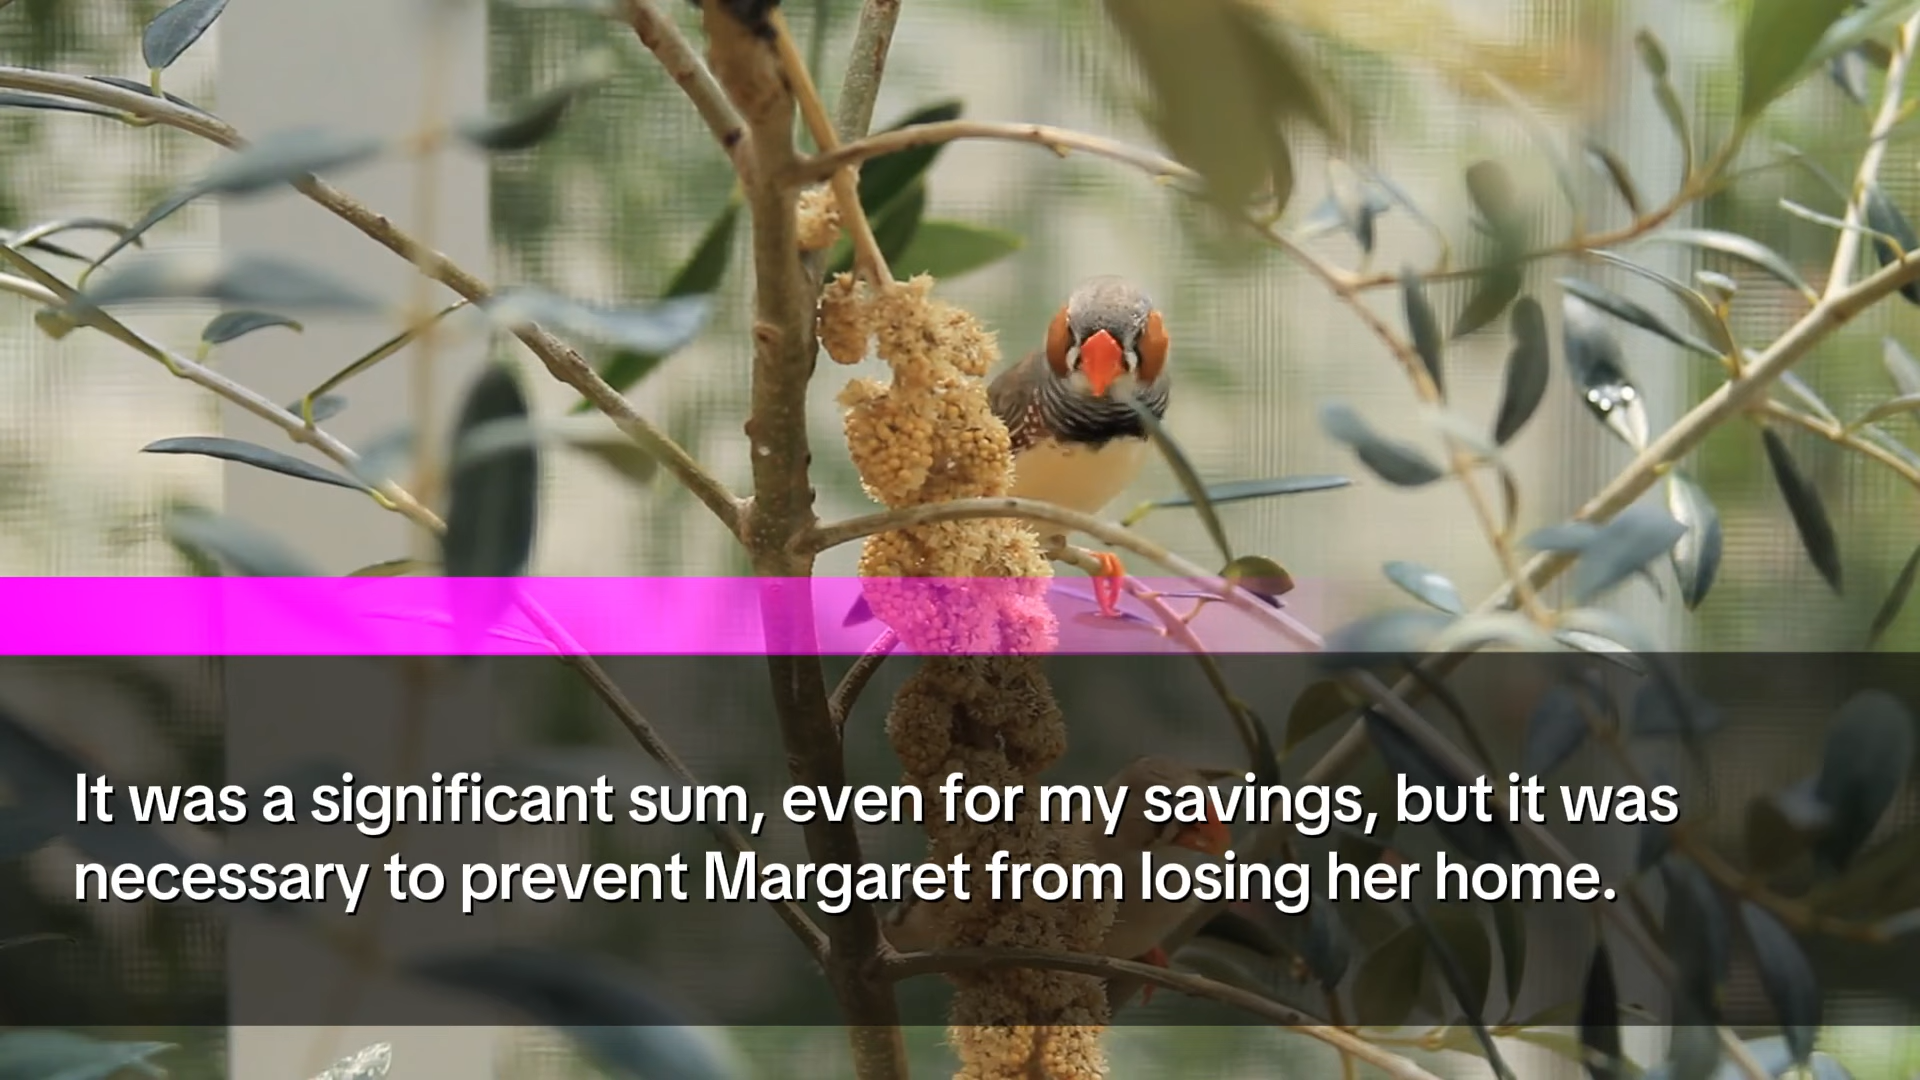 It was a significant sum, even for my savings, but it was
necessary to prevent Margaret from losing her home.